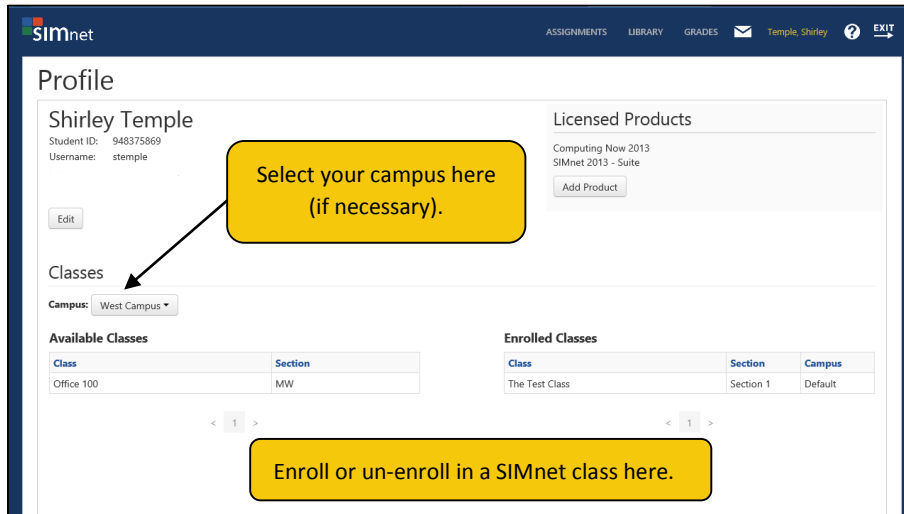 SIMnet
ASSIGNMENTS LIBRARY GRADES Temple, Shirley ? EXIT
Profile
Shirley Temple
Student ID: 948375869
Username: stemple
Edit
Licensed Products
Computing Now 2013
SIMnet 2013 - Suite
Add Product
Select your campus here
(if necessary).
Classes
Campus: West Campus
Available Classes
Class Section
Office 100 MW
< 1 >
Enrolled Classes
Class Section Campus
The Test Class Section 1 Default
< 1 >
Enroll or un-enroll in a SIMnet class here.